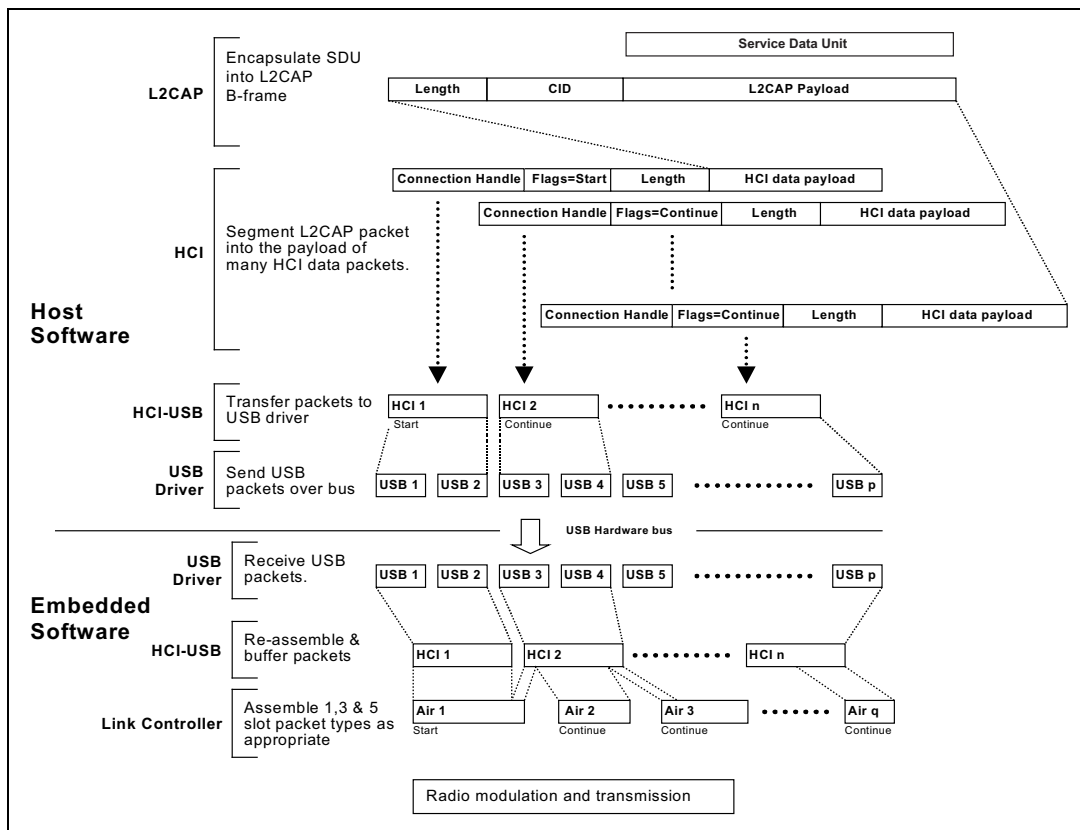 Service Data Unit
Encapsulate SDU
into L2CAP
B-frame
L2CAP
Length CID L2CAP Payload
Connection Handle Flags=Start Length HCI data payload
Connection Handle Flags=Continue Length HCI data payload
Segment L2CAP packet
into the payload of
many HCI data packets.
HCI
Connection Handle Flags=Continue Length HCI data payload
Host
Software
HCI-USB
Transfer packets to
USB driver
HCI 1 HCI 2 HCI n
Start Continue Continue
USB
Driver
Send USB
packets over bus
USB 1 USB 2 USB 3 USB 4 USB 5 USB p
USB Hardware bus
USB
Driver
Receive USB
packets.
USB 1 USB 2 USB 3 USB 4 USB 5 USB p
Embedded
Software
HCI-USB
Re-assemble &
buffer packets
HCI 1 HCI 2 HCI n
Link Controller
Assemble 1,3 & 5
slot packet types as
appropriate
Air 1 Air 2 Air 3 Air q
Start Continue Continue Continue
Radio modulation and transmission